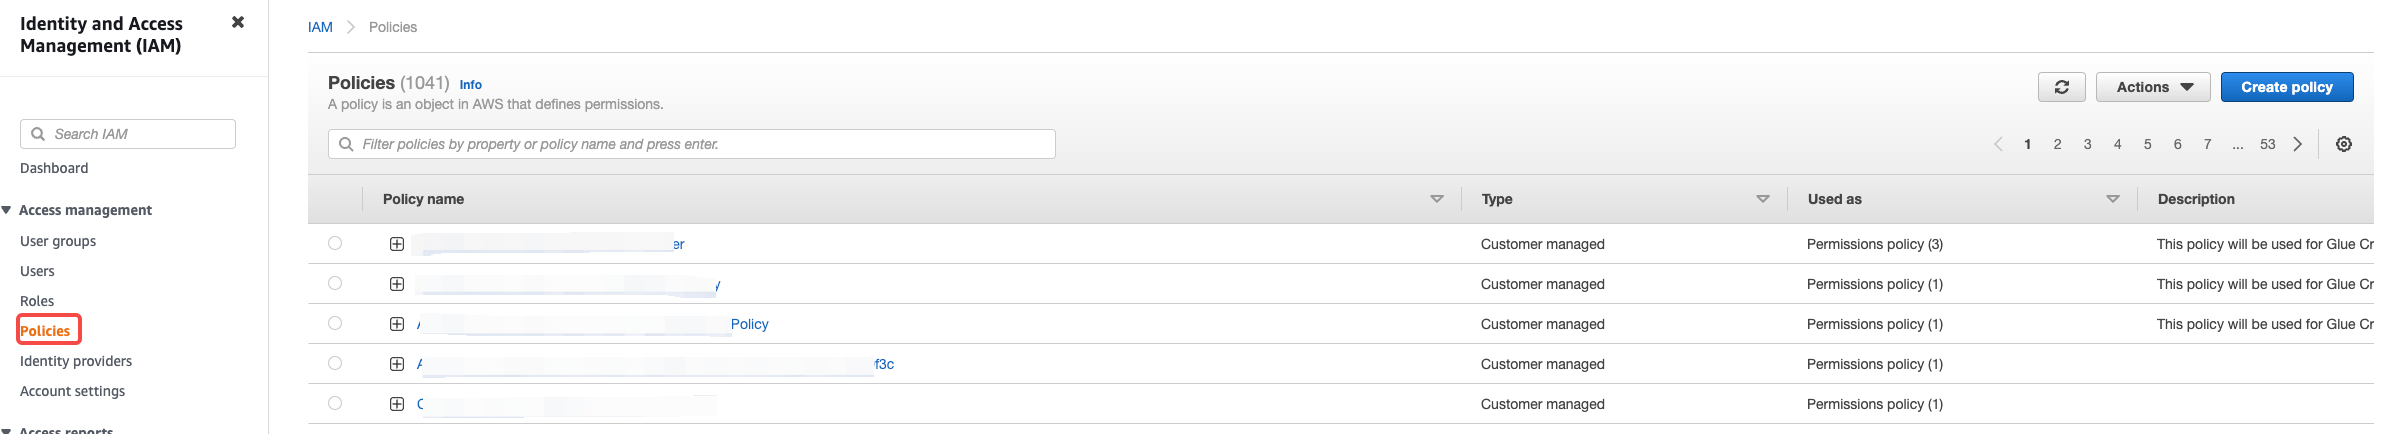 Identity and Access
Management (IAM)
Search IAM
Dashboard
Access management
User groups
Users
Roles
Policies
Identity providers
Account settings
Access reports
IAM > Policies
Policies (1041) Info
A policy is an object in AWS that defines permissions.
Actions
Create policy
Filter policies by property or policy name and press enter.
1 2 3 4 5 6 7 ... 53
Policy name Type Used as Description
er Customer managed Permissions policy (3) This policy will be used for Glue Cr
y Customer managed Permissions policy (1) This policy will be used for Glue Cr
Policy Customer managed Permissions policy (1) This policy will be used for Glue Cr
f3c Customer managed Permissions policy (1)
Customer managed Permissions policy (1)